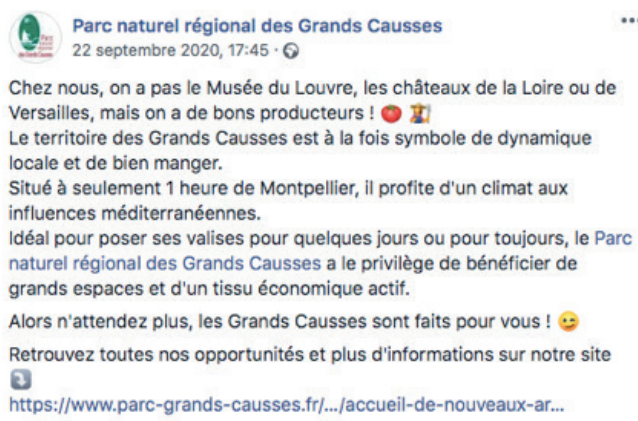 Parc naturel régional des Grands Causses
22 septembre 2020, 17:45 ·
Chez nous, on a pas le Musée du Louvre, les châteaux de la Loire ou de
Versailles, mais on a de bons producteurs ! 🍅 👩‍🌾
Le territoire des Grands Causses est à la fois symbole de dynamique
locale et de bien manger.
Situé à seulement 1 heure de Montpellier, il profite d'un climat aux
influences méditerranéennes.
Idéal pour poser ses valises pour quelques jours ou pour toujours, le Parc
naturel régional des Grands Causses a le privilège de bénéficier de
grands espaces et d'un tissu économique actif.
Alors n'attendez plus, les Grands Causses sont faits pour vous ! 😜
Retrouvez toutes nos opportunités et plus d'informations sur notre site
⤵️
https://www.parc-grands-causses.fr/.../accueil-de-nouveaux-ar...